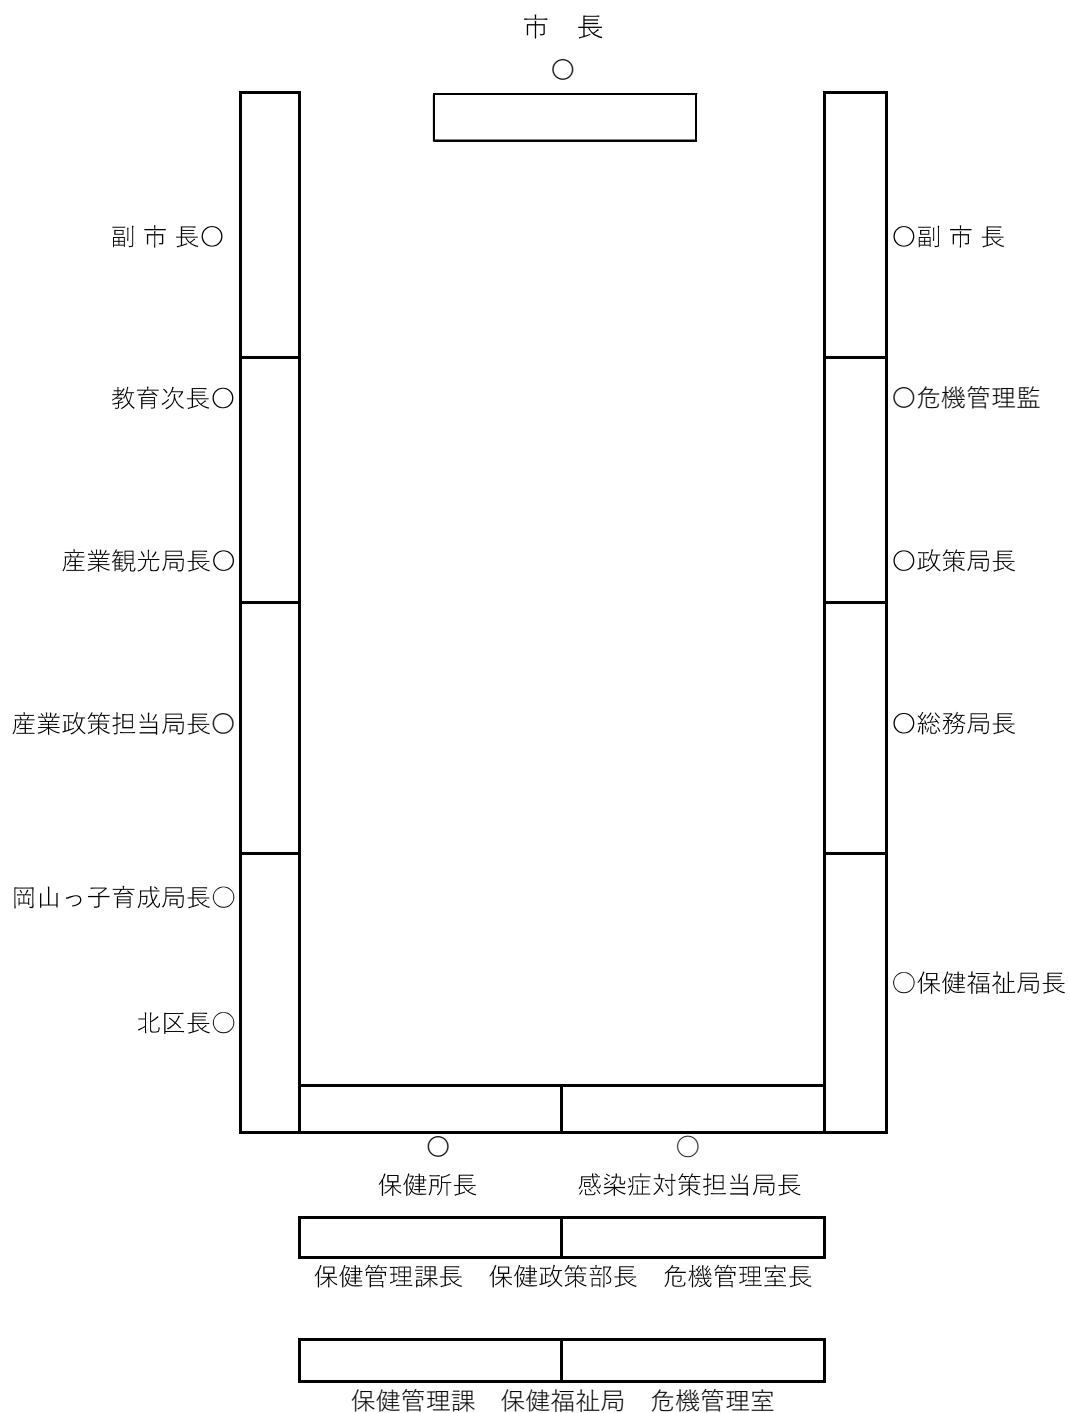 市　長
○
副 市 長○
○副 市 長
教育次長○
○危機管理監
産業観光局長○
○政策局長
産業政策担当局長○
○総務局長
岡山っ子育成局長○
○保健福祉局長
北区長○
○　○
保健所長　感染症対策担当局長
保健管理課長　保健政策部長　危機管理室長
保健管理課　保健福祉局　危機管理室